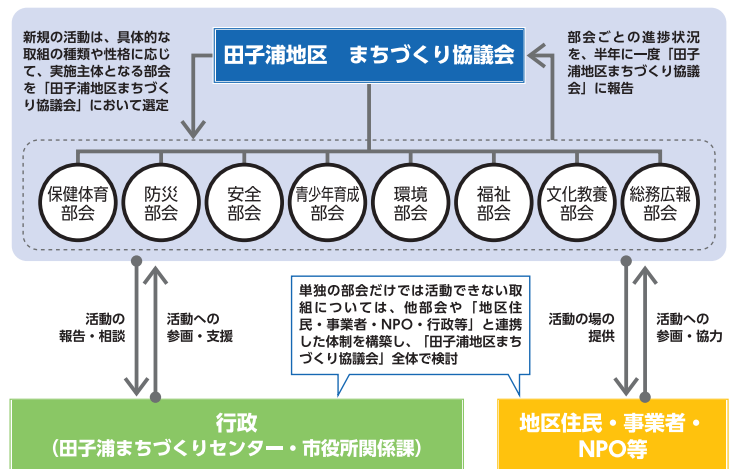 新規の活動は、具体的な
取組の種類や性格に応じ
て、実施主体となる部会
を「田子浦地区まちづく
り協議会」において選定
田子浦地区　まちづくり協議会
部会ごとの進捗状況
を、半年に一度「田子
浦地区まちづくり協議
会」に報告
保健体育
部会
防災
部会
安全
部会
青少年育成
部会
環境
部会
福祉
部会
文化教養
部会
総務広報
部会
活動の
報告・相談
活動への
参画・支援
単独の部会だけでは活動できない取
組については、他部会や「地区住
民・事業者・NPO・行政等」と連携
した体制を構築し、「田子浦地区まち
づくり協議会」全体で検討
活動の場の
提供
活動への
参画・協力
行政
（田子浦まちづくりセンター・市役所関係課）
地区住民・事業者・
NPO等